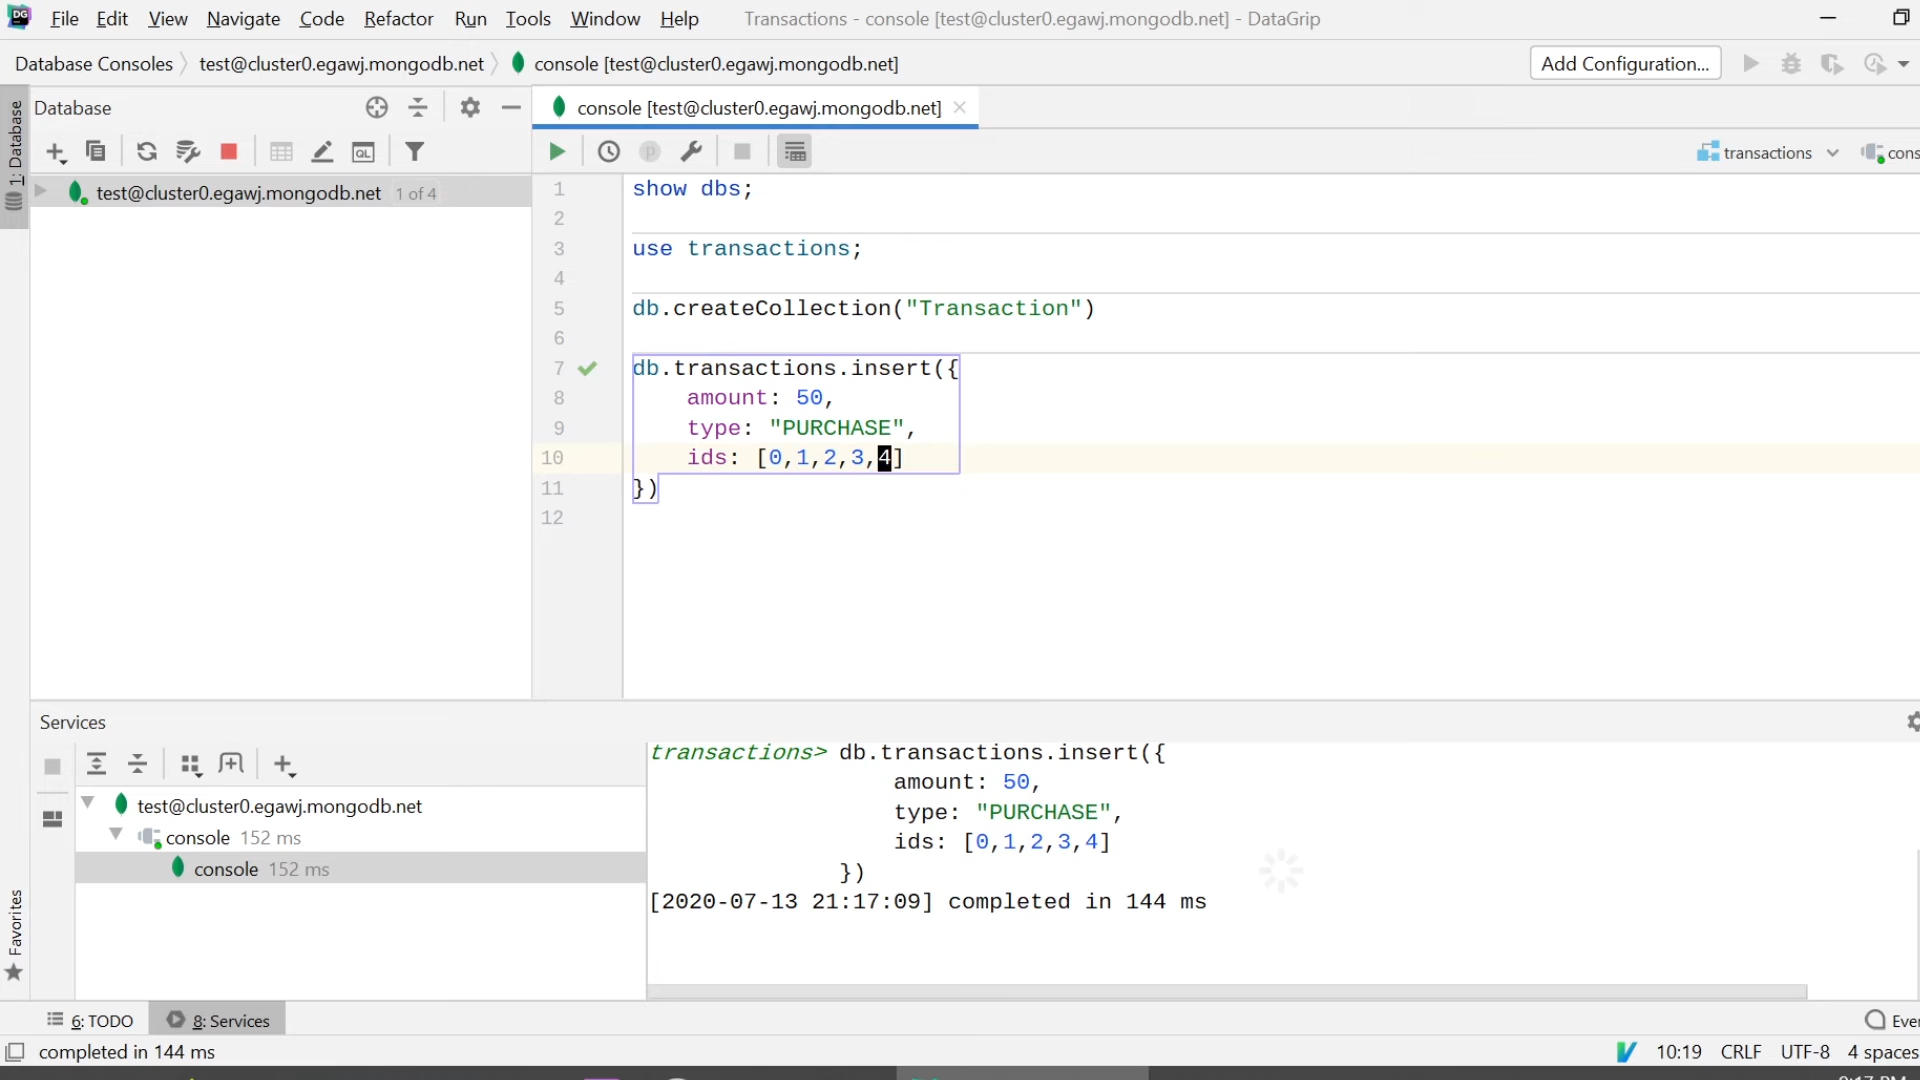 DG File Edit View Navigate Code Refactor Run Tools Window Help Transactions - console [test@cluster0.egawj.mongodb.net] - DataGrip
Database Consoles test@cluster0.egawj.mongodb.net console [test@cluster0.egawj.mongodb.net] Add Configuration...
1: Database
Database
console [test@cluster0.egawj.mongodb.net]
QL
transactions
cons
test@cluster0.egawj.mongodb.net 1 of 4
1 show dbs;
2
3 use transactions;
4
5 db.createCollection("Transaction")
6
7 db.transactions.insert({
8 amount: 50,
9 type: "PURCHASE",
10 ids: [0,1,2,3,4]
11 })
12
Services
test@cluster0.egawj.mongodb.net
console 152 ms
console 152 ms
transactions> db.transactions.insert({
amount: 50,
type: "PURCHASE",
ids: [0,1,2,3,4]
})
[2020-07-13 21:17:09] completed in 144 ms
Favorites
6: TODO 8: Services Ever
completed in 144 ms 10:19 CRLF UTF-8 4 spaces